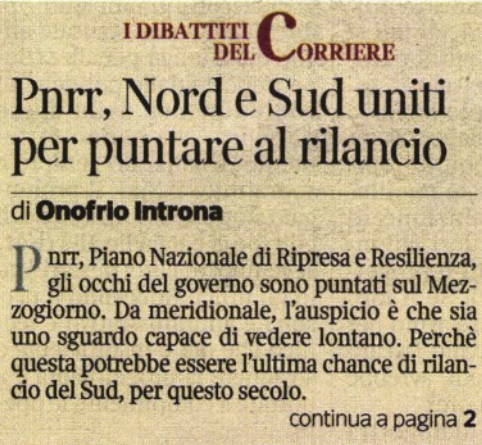 I DIBATTITI
DEL CORRIERE
Pnrr, Nord e Sud uniti
per puntare al rilancio
di Onofrio Introna
Pnrr, Piano Nazionale di Ripresa e Resilienza,
gli occhi del governo sono puntati sul Mez-
zogiorno. Da meridionale, l'auspicio è che sia
uno sguardo capace di vedere lontano. Perchè
questa potrebbe essere l'ultima chance di rilan-
cio del Sud, per questo secolo.
continua a pagina 2